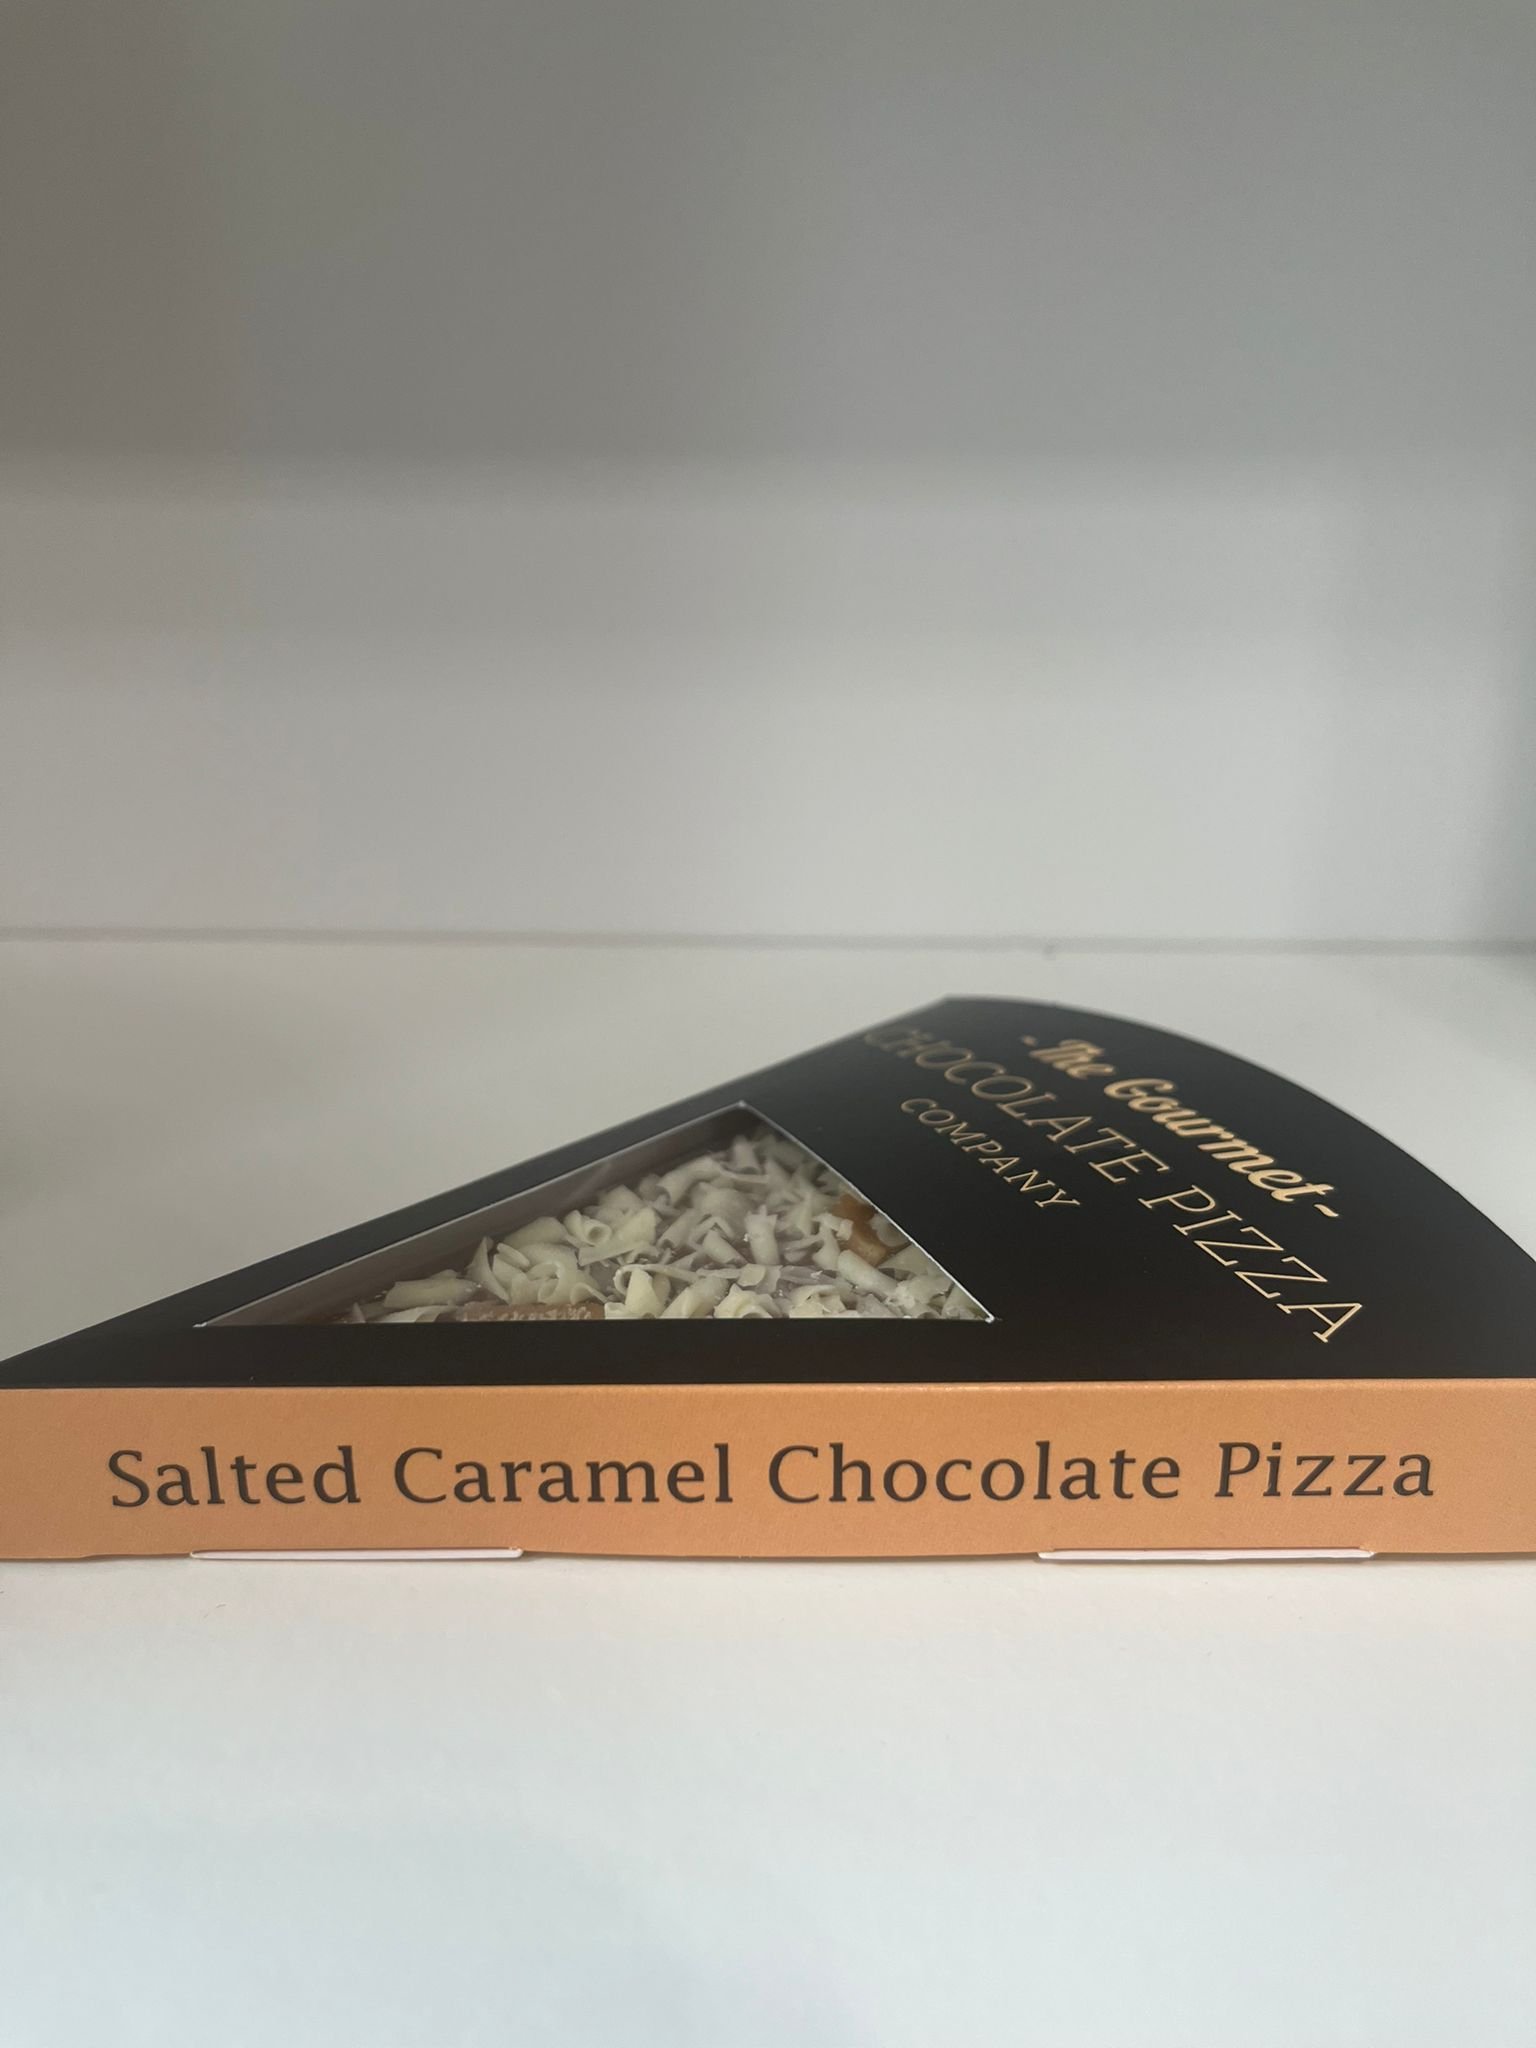 - The Gourmet -
CHOCOLATE PIZZA
COMPANY
Salted Caramel Chocolate Pizza